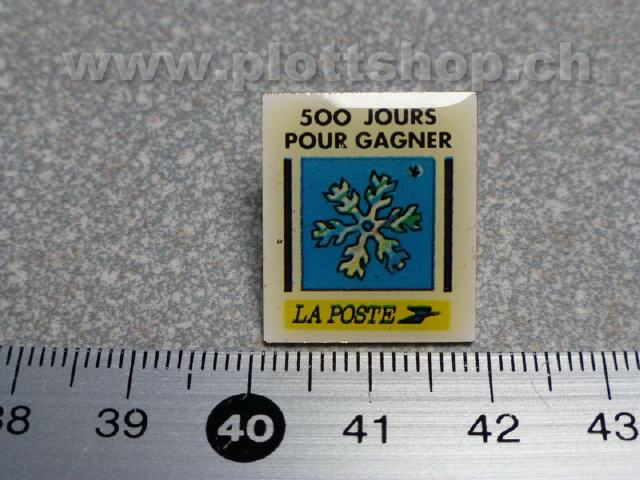 www.plottshop.ch
500 JOURS
POUR GAGNER
LA POSTE
38 39 40 41 42 43